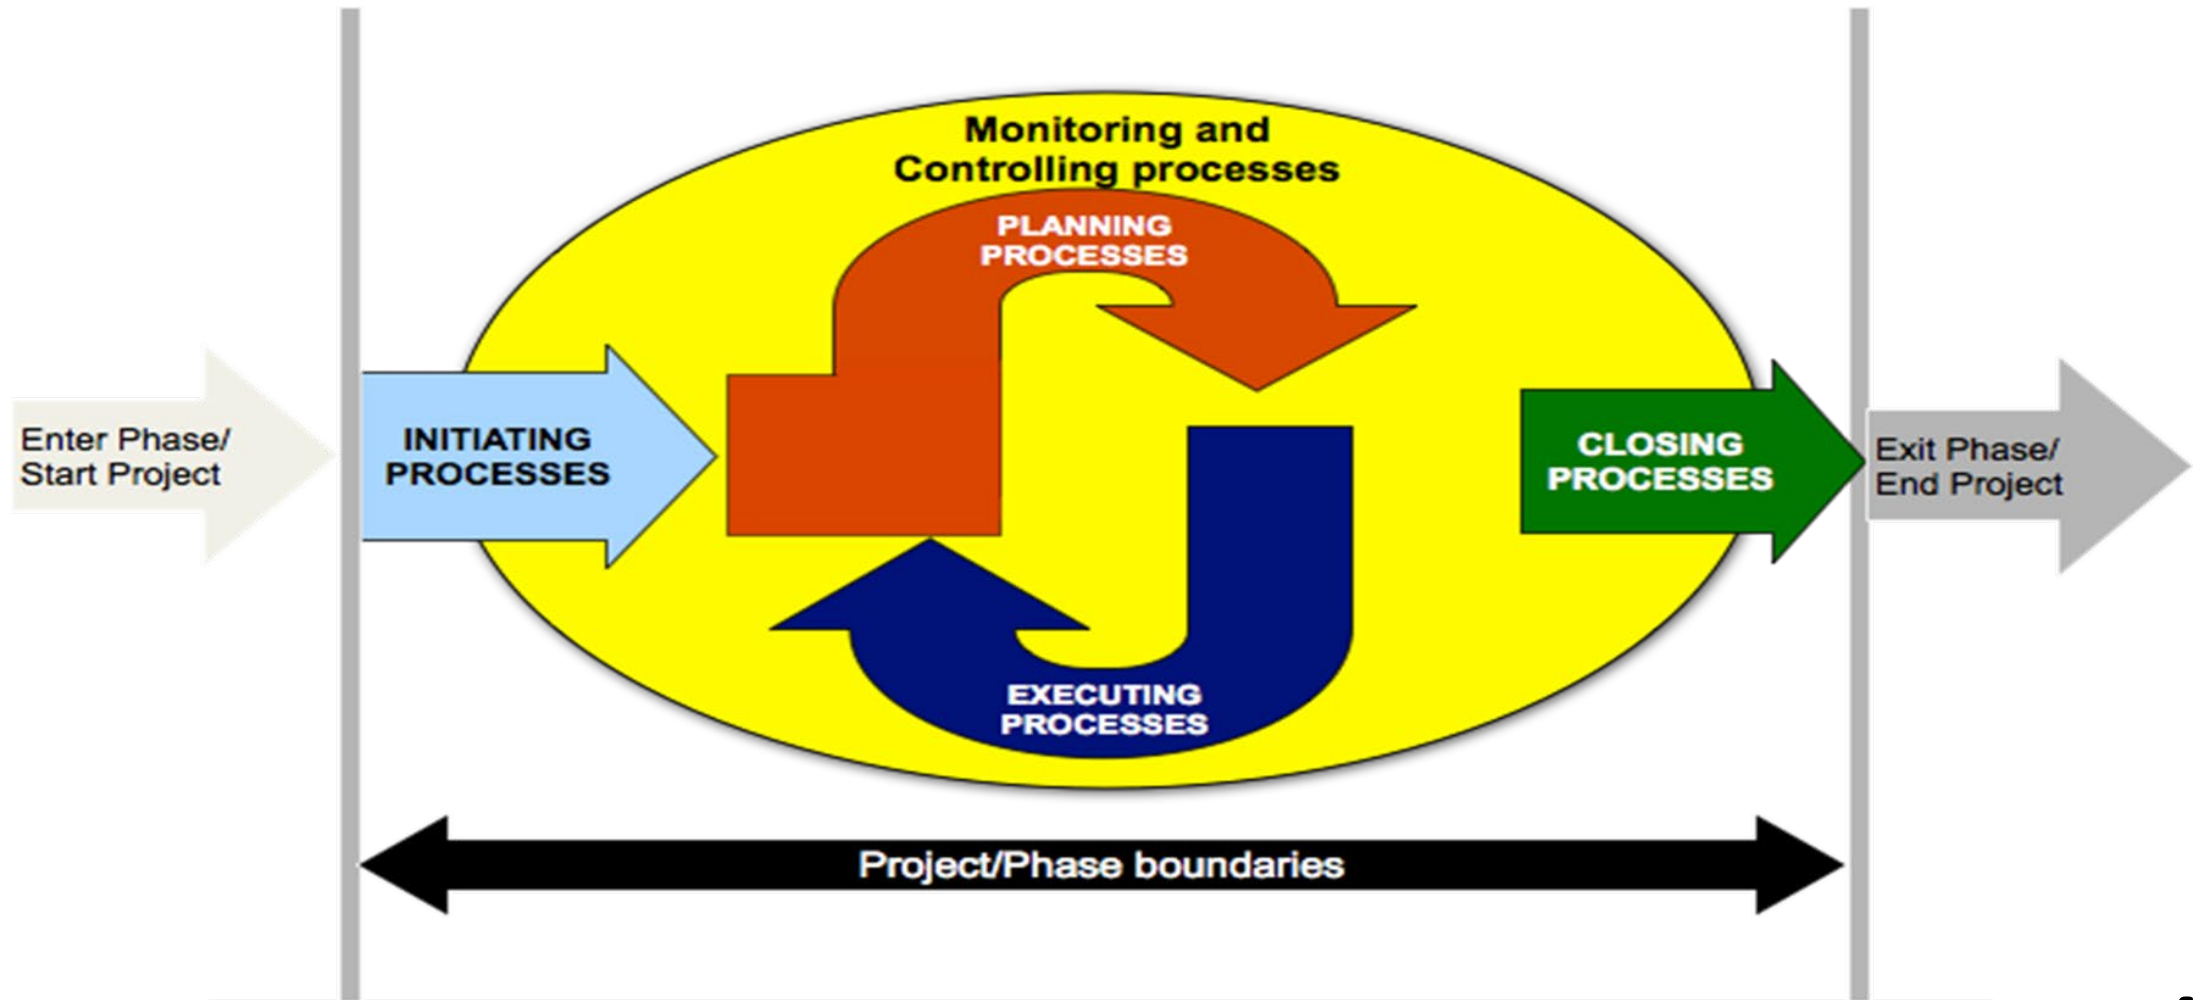 Monitoring and
Controlling processes
PLANNING
PROCESSES
Enter Phase/
Start Project
INITIATING
PROCESSES
CLOSING
PROCESSES
Exit Phase/
End Project
EXECUTING
PROCESSES
Project/Phase boundaries